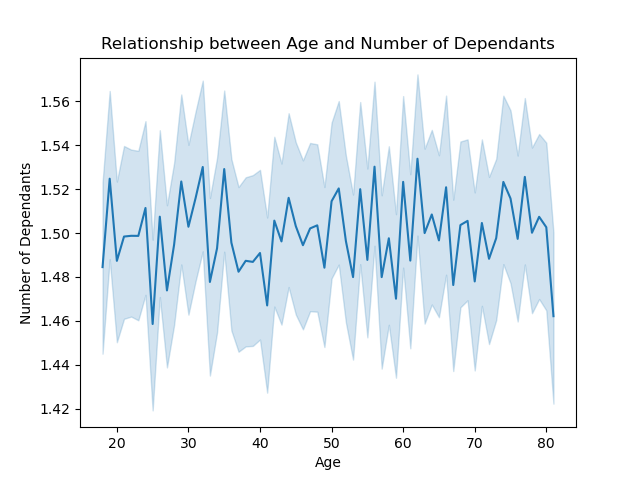 Relationship between Age and Number of Dependants
1.56
1.54
1.52
1.50
1.48
1.46
1.44
1.42
Number of Dependants
20 30 40 50 60 70 80
Age